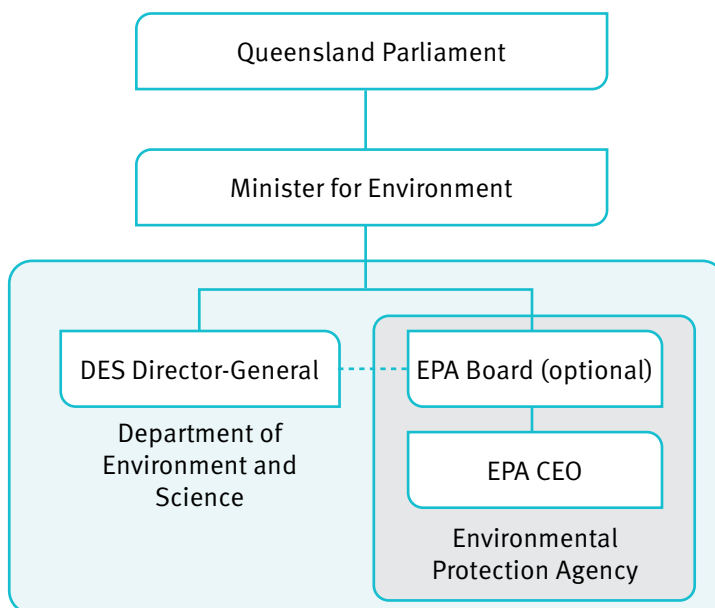 Queensland Parliament
Minister for Environment
DES Director-General
EPA Board (optional)
Department of
Environment and
Science
EPA CEO
Environmental
Protection Agency